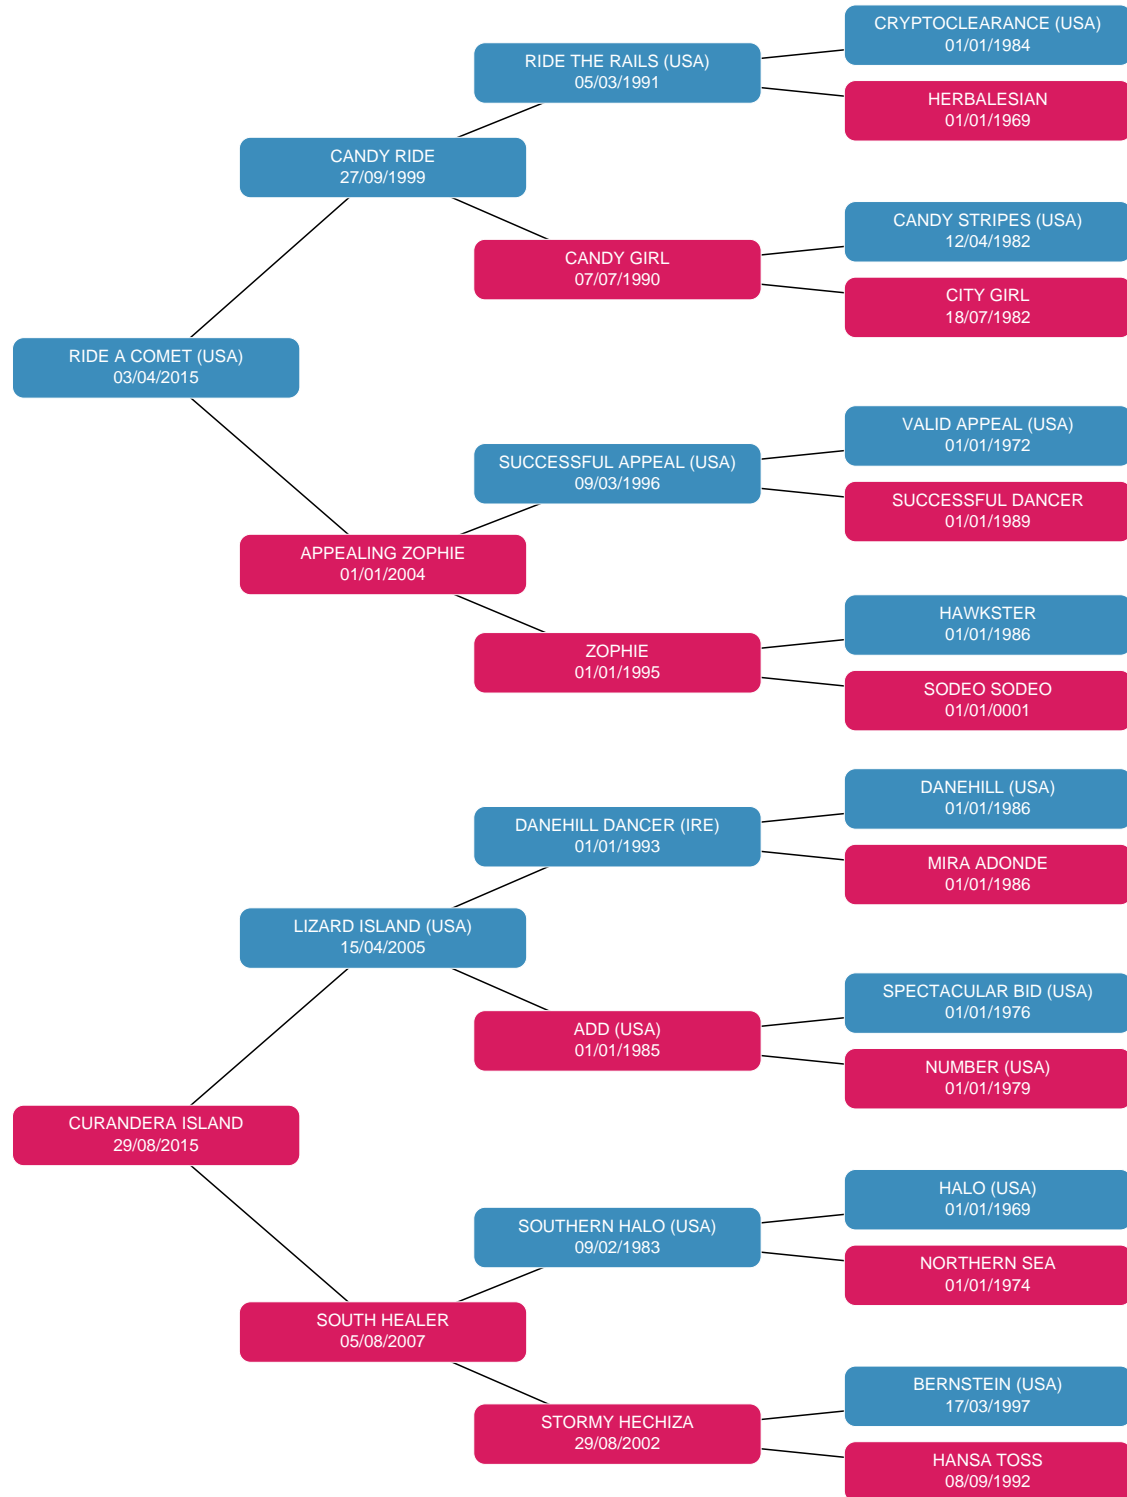 CRYPTOCLEARANCE (USA)
01/01/1984
RIDE THE RAILS (USA)
05/03/1991
HERBALESIAN
01/01/1969
CANDY RIDE
27/09/1999
CANDY STRIPES (USA)
12/04/1982
CANDY GIRL
07/07/1990
CITY GIRL
18/07/1982
RIDE A COMET (USA)
03/04/2015
VALID APPEAL (USA)
01/01/1972
SUCCESSFUL APPEAL (USA)
09/03/1996
SUCCESSFUL DANCER
01/01/1989
APPEALING ZOPHIE
01/01/2004
HAWKSTER
01/01/1986
ZOPHIE
01/01/1995
SODEO SODEO
01/01/0001
DANEHILL (USA)
01/01/1986
DANEHILL DANCER (IRE)
01/01/1993
MIRA ADONDE
01/01/1986
LIZARD ISLAND (USA)
15/04/2005
SPECTACULAR BID (USA)
01/01/1976
ADD (USA)
01/01/1985
NUMBER (USA)
01/01/1979
CURANDERA ISLAND
29/08/2015
HALO (USA)
01/01/1969
SOUTHERN HALO (USA)
09/02/1983
NORTHERN SEA
01/01/1974
SOUTH HEALER
05/08/2007
BERNSTEIN (USA)
17/03/1997
STORMY HECHIZA
29/08/2002
HANSA TOSS
08/09/1992